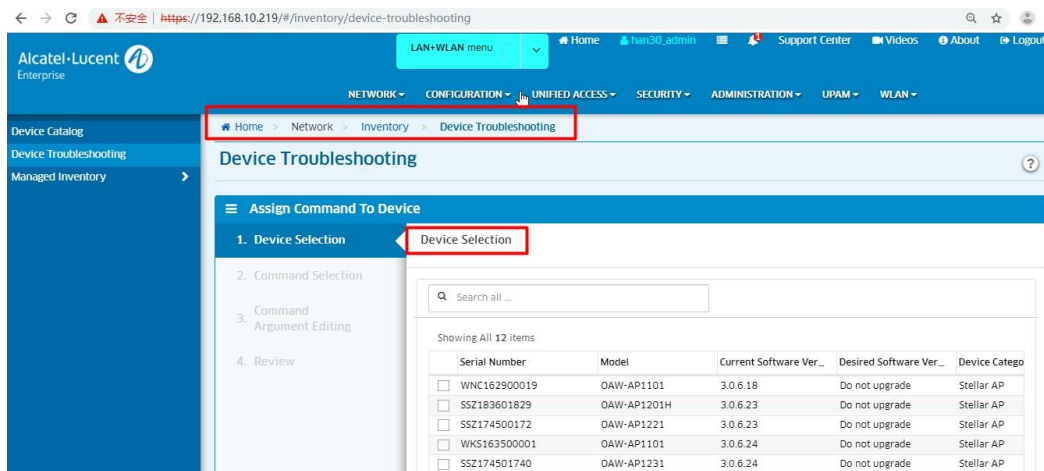 不安全 | https://192.168.10.219/#/inventory/device-troubleshooting
Alcatel·Lucent
Enterprise
LAN+WLAN menu
Home han30_admin Support Center Videos About Logout
NETWORK CONFIGURATION UNIFIED ACCESS SECURITY ADMINISTRATION UPAM WLAN
Device Catalog
Device Troubleshooting
Managed Inventory >
Home > Network > Inventory > Device Troubleshooting
Device Troubleshooting
?
Assign Command To Device
1. Device Selection
2. Command Selection
3. Command
Argument Editing
4. Review
Device Selection
Search all ...
Showing All 12 items
Serial Number Model Current Software Ver... Desired Software Ver... Device Catego
WNC162900019 OAW-AP1101 3.0.6.18 Do not upgrade Stellar AP
SSZ183601829 OAW-AP1201H 3.0.6.23 Do not upgrade Stellar AP
SSZ174500172 OAW-AP1221 3.0.6.23 Do not upgrade Stellar AP
WKS163500001 OAW-AP1101 3.0.6.24 Do not upgrade Stellar AP
SSZ174501740 OAW-AP1231 3.0.6.24 Do not upgrade Stellar AP